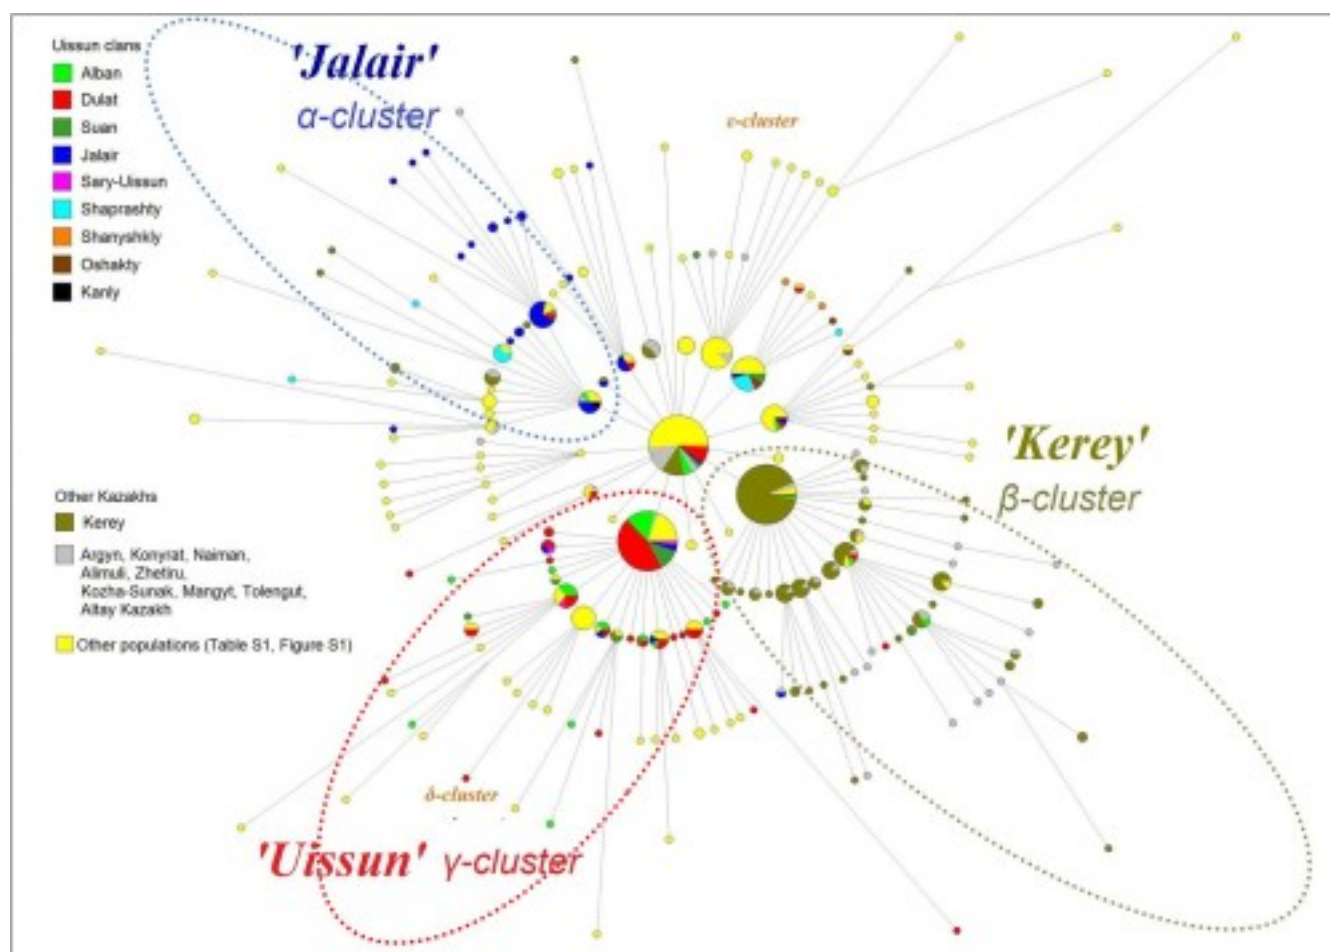 Uissun clans
Alban
Dulat
Suan
Jalair
Sary-Uissun
Shaprashty
Shanyshkly
Oshakty
Kanly
'Jalair'
α-cluster
ε-cluster
'Kerey'
β-cluster
Other Kazakhs
Kerey
Argyn, Konyrat, Naiman,
Alimuli, Zhetiru,
Kozha-Sunak, Mangyt, Tolengut,
Altay Kazakh
Other populations (Table S1, Figure S1)
δ-cluster
'Uissun' γ-cluster